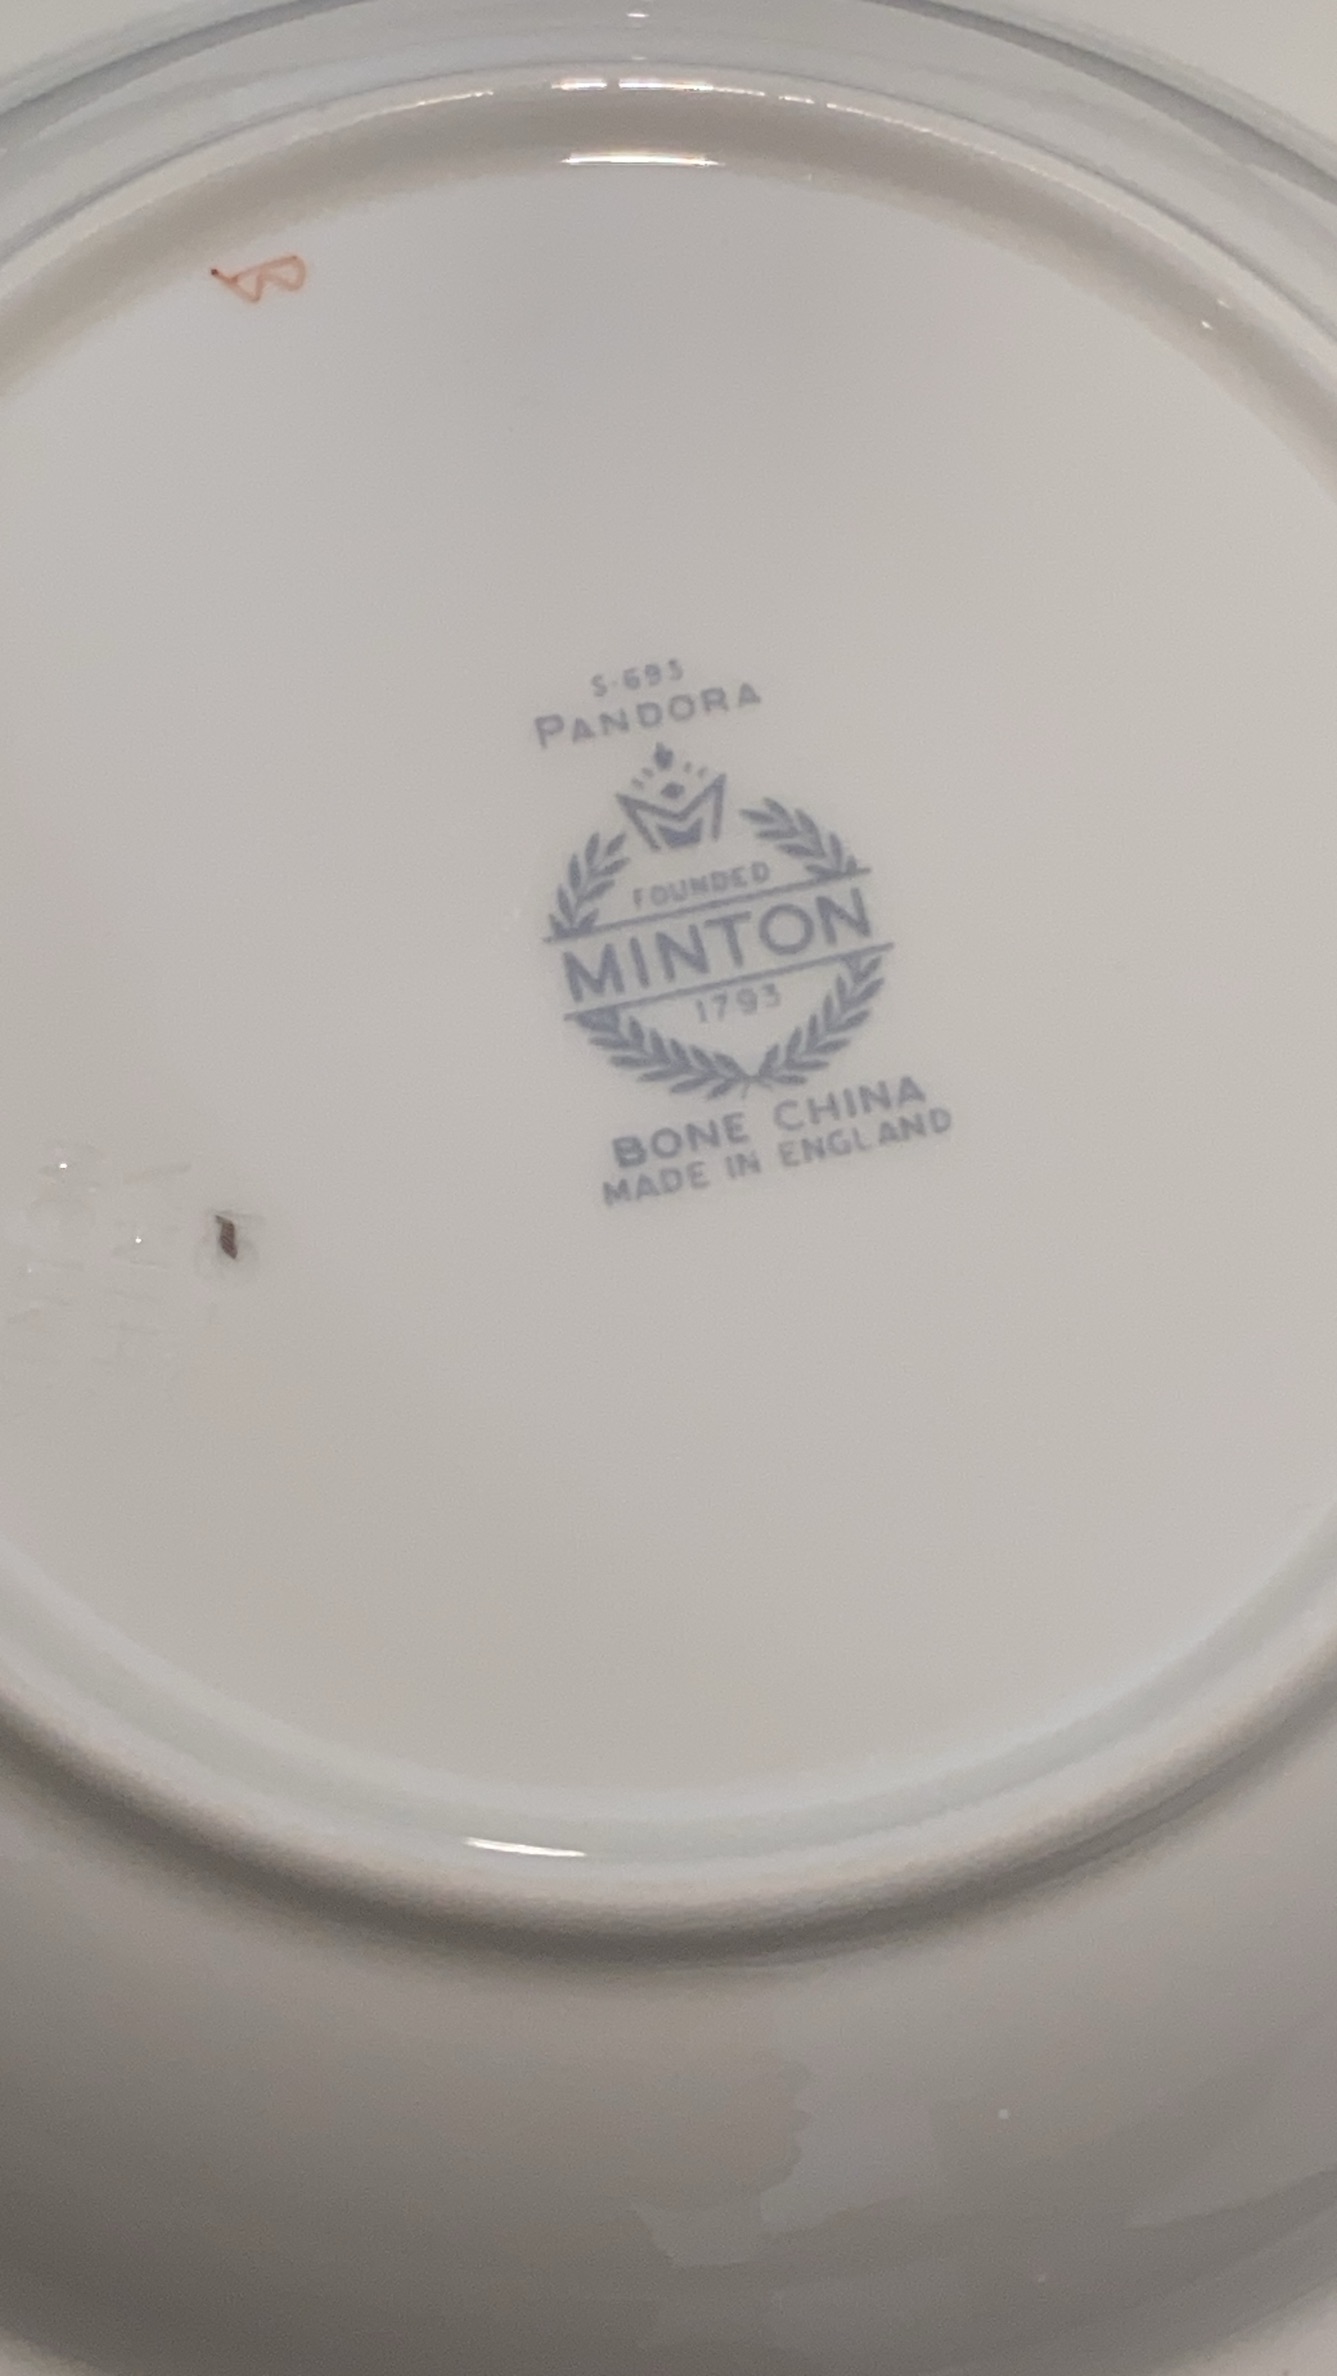 S-693
PANDORA
FOUNDED
MINTON
1793
BONE CHINA
MADE IN ENGLAND